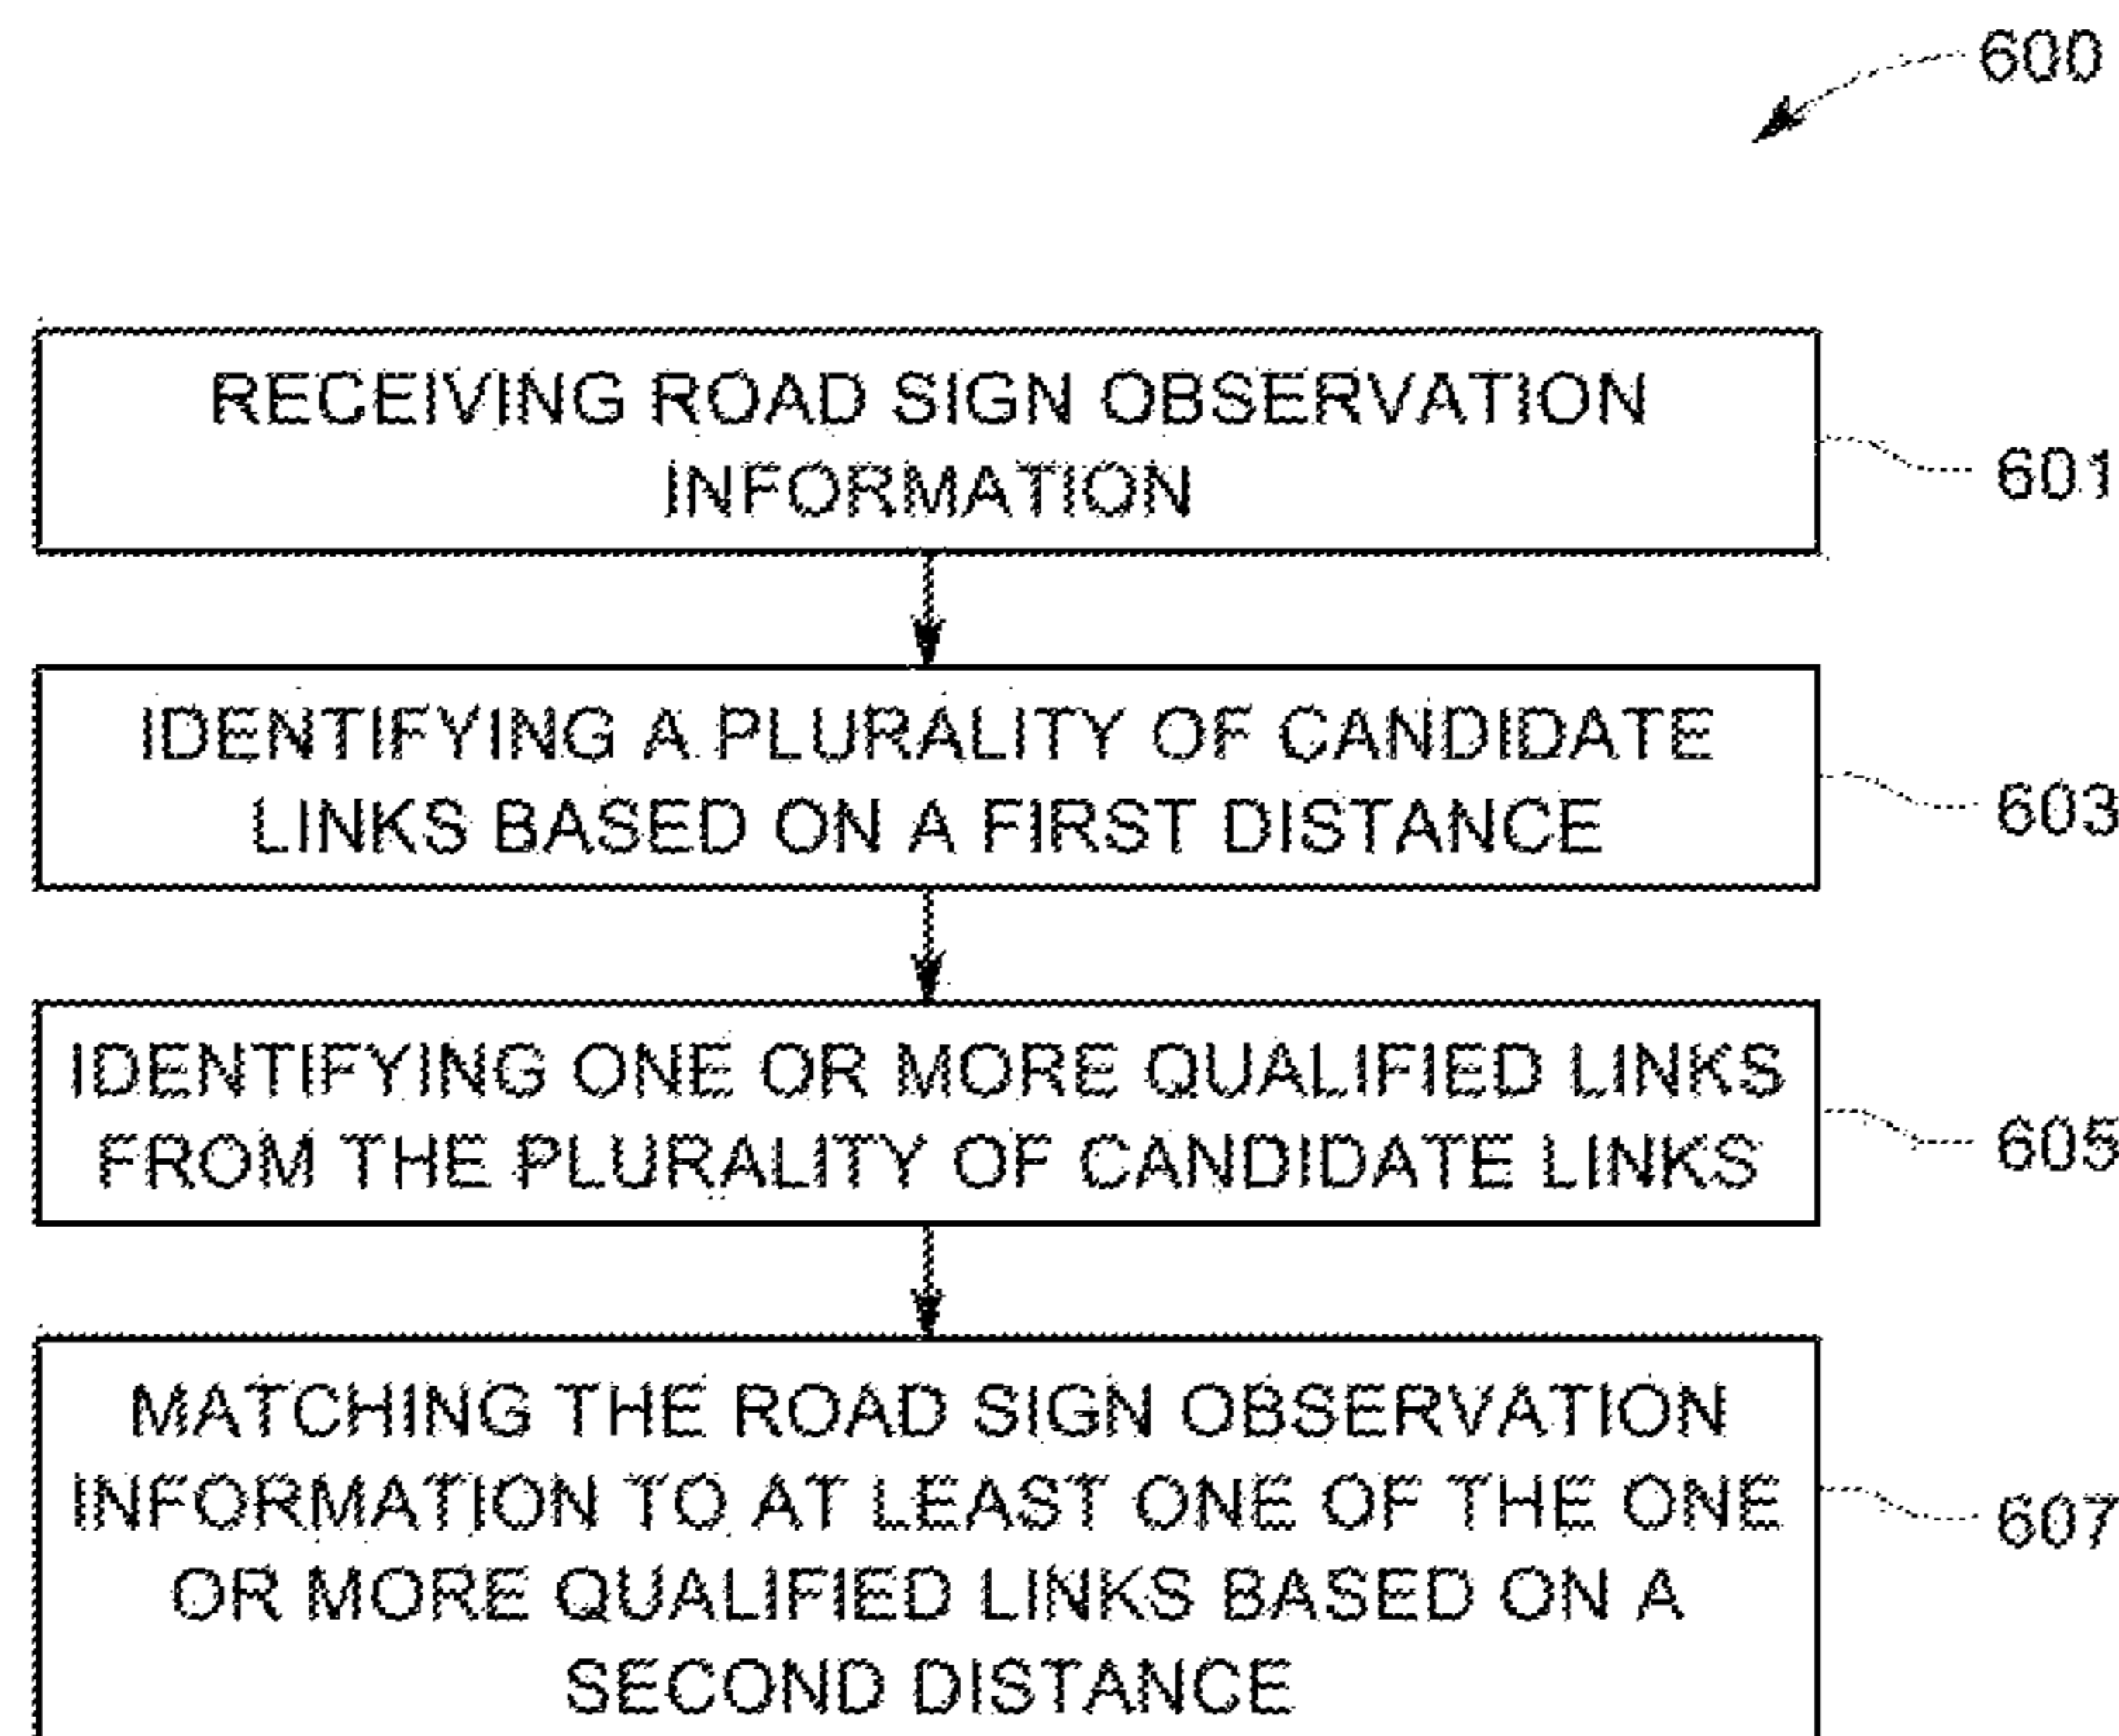 600
RECEIVING ROAD SIGN OBSERVATION
INFORMATION
601
IDENTIFYING A PLURALITY OF CANDIDATE
LINKS BASED ON A FIRST DISTANCE
603
IDENTIFYING ONE OR MORE QUALIFIED LINKS
FROM THE PLURALITY OF CANDIDATE LINKS
605
MATCHING THE ROAD SIGN OBSERVATION
INFORMATION TO AT LEAST ONE OF THE ONE
OR MORE QUALIFIED LINKS BASED ON A
SECOND DISTANCE
607